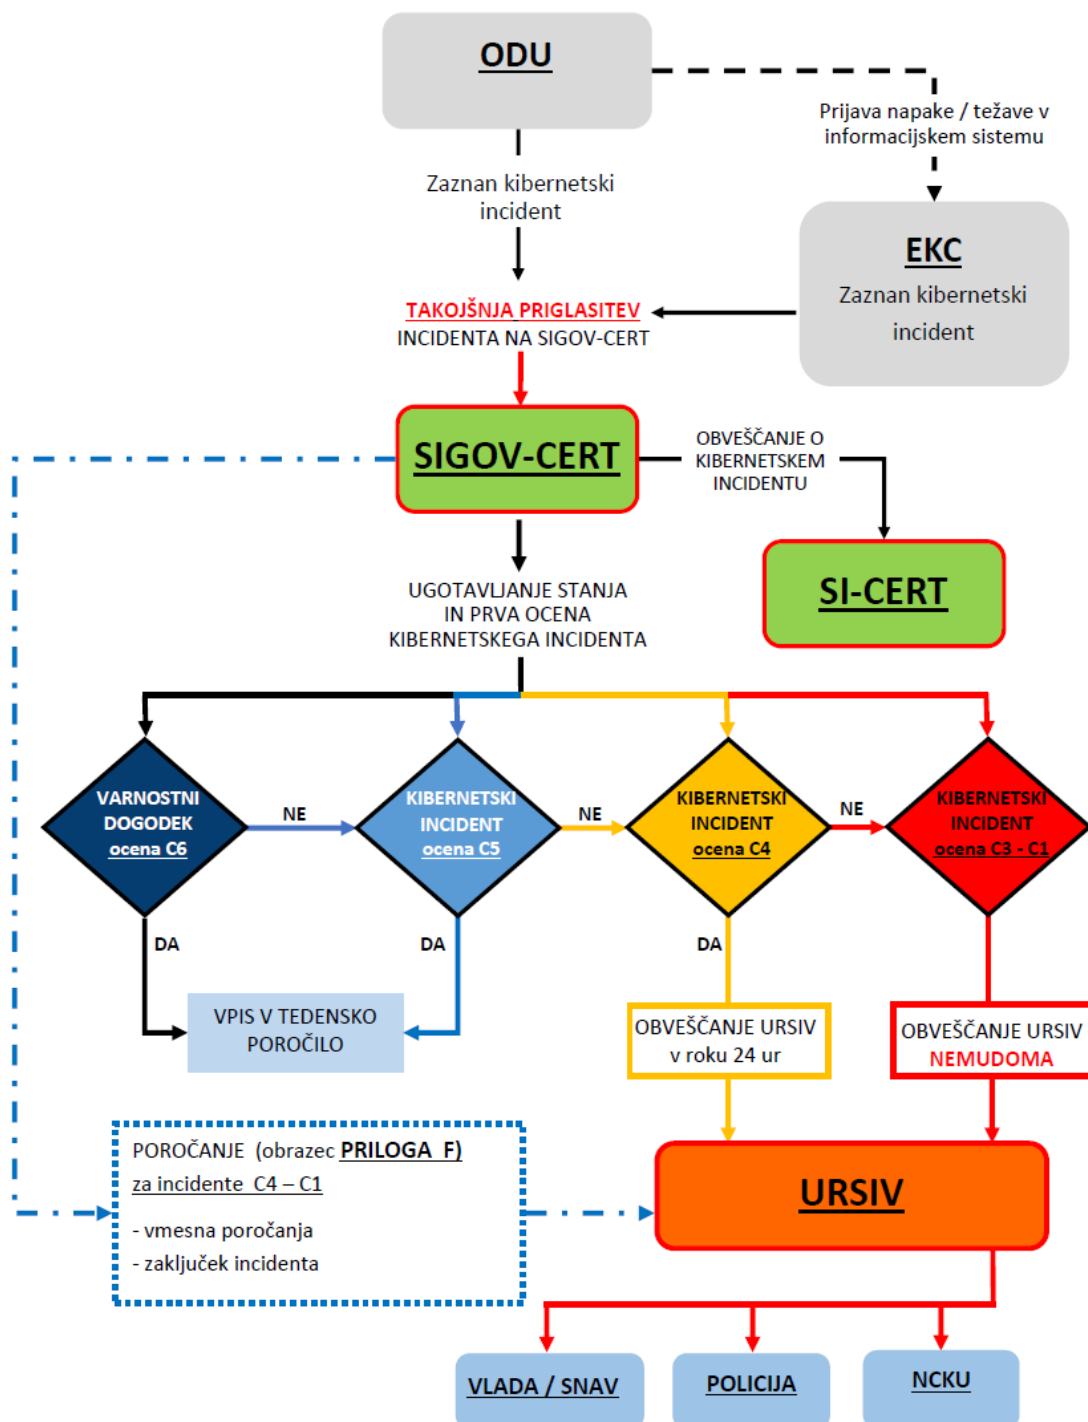 ODU
Prijava napake / težave v
informacijskem sistemu
Zaznan kibernetski
incident
EKC
Zaznan kibernetski
incident
TAKOJŠNJA PRIGLASITEV
INCIDENTA NA SIGOV-CERT
SIGOV-CERT
OBVEŠČANJE O
KIBERNETSKEM
INCIDENTU
SI-CERT
UGOTAVLJANJE STANJA
IN PRVA OCENA
KIBERNETSKEGA INCIDENTA
VARNOSTNI
DOGODEK
ocena C6
NE
KIBERNETSKI
INCIDENT
ocena C5
NE
KIBERNETSKI
INCIDENT
ocena C4
NE
KIBERNETSKI
INCIDENT
ocena C3 - C1
DA
DA
DA
VPIS V TEDENSKO
POROČILO
OBVEŠČANJE URSIV
v roku 24 ur
OBVEŠČANJE URSIV
NEMUDOMA
POROČANJE (obrazec PRILOGA F)
za incidente C4 – C1
- vmesna poročanja
- zaključek incidenta
URSIV
VLADA / SNAV
POLICIJA
NCKU